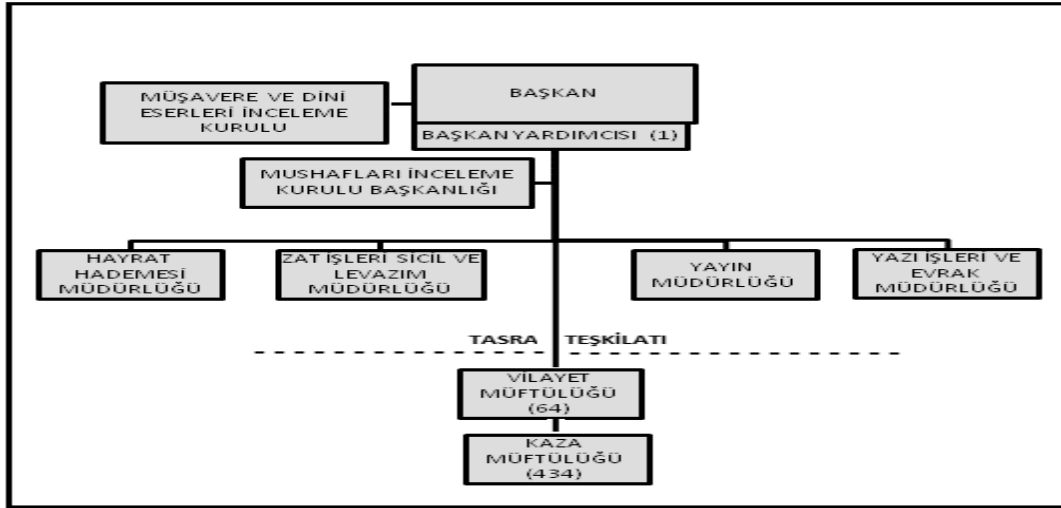 BAŞKAN
BAŞKAN YARDIMCISI (1)
MÜŞAVERE VE DİNİ
ESERLERİ İNCELEME
KURULU
MUSHAFLARI İNCELEME
KURULU BAŞKANLIĞI
HAYRAT
HADEMESİ
MÜDÜRLÜĞÜ
ZAT İŞLERİ SİCİL VE
LEVAZIM
MÜDÜRLÜĞÜ
YAYIN
MÜDÜRLÜĞÜ
YAZI İŞLERİ VE
EVRAK
MÜDÜRLÜĞÜ
TASRA TEŞKİLATI
VİLAYET
MÜFTÜLÜĞÜ
(64)
KAZA
MÜFTÜLÜĞÜ
(434)